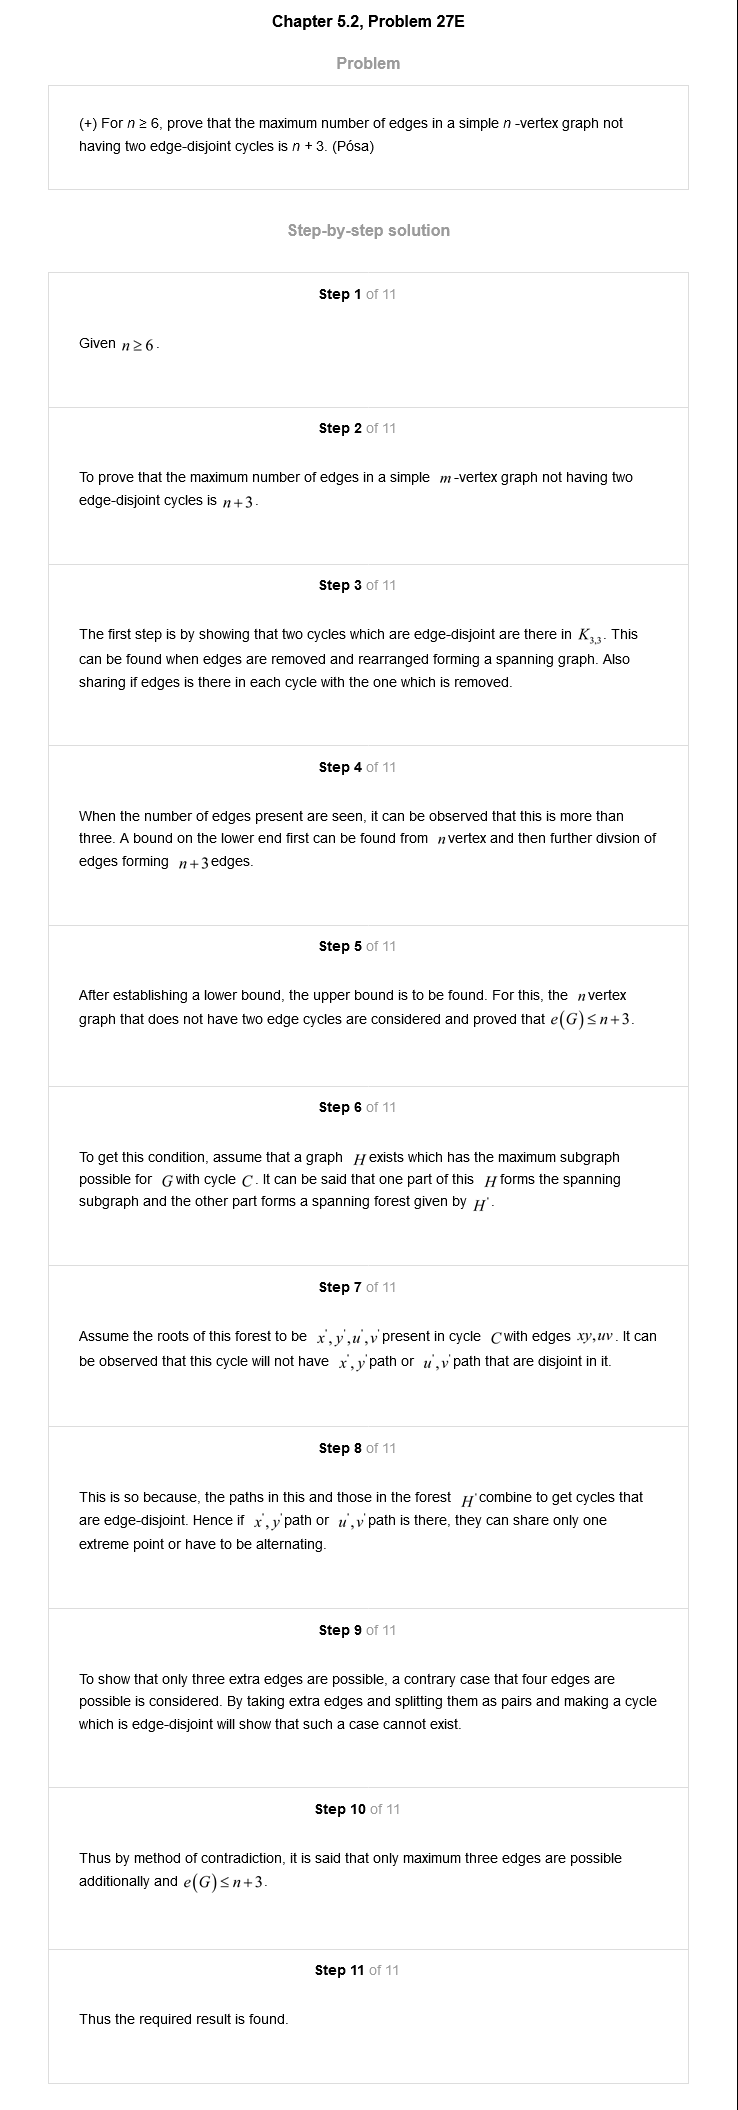 Chapter 5.2, Problem 27E
Problem
(+) For n ≥ 6, prove that the maximum number of edges in a simple n -vertex graph not
having two edge-disjoint cycles is n + 3. (Pósa)
Step-by-step solution
Step 1 of 11
Given n ≥ 6.
Step 2 of 11
To prove that the maximum number of edges in a simple m-vertex graph not having two
edge-disjoint cycles is n+3.
Step 3 of 11
The first step is by showing that two cycles which are edge-disjoint are there in K₃,₃. This
can be found when edges are removed and rearranged forming a spanning graph. Also
sharing if edges is there in each cycle with the one which is removed.
Step 4 of 11
When the number of edges present are seen, it can be observed that this is more than
three. A bound on the lower end first can be found from n vertex and then further divsion of
edges forming n+3 edges.
Step 5 of 11
After establishing a lower bound, the upper bound is to be found. For this, the n vertex
graph that does not have two edge cycles are considered and proved that e(G) ≤ n+3.
Step 6 of 11
To get this condition, assume that a graph H exists which has the maximum subgraph
possible for G with cycle C. It can be said that one part of this H forms the spanning
subgraph and the other part forms a spanning forest given by H'.
Step 7 of 11
Assume the roots of this forest to be x',y',u',v' present in cycle C with edges xy,uv. It can
be observed that this cycle will not have x',y' path or u',v' path that are disjoint in it.
Step 8 of 11
This is so because, the paths in this and those in the forest H' combine to get cycles that
are edge-disjoint. Hence if x',y' path or u',v' path is there, they can share only one
extreme point or have to be alternating.
Step 9 of 11
To show that only three extra edges are possible, a contrary case that four edges are
possible is considered. By taking extra edges and splitting them as pairs and making a cycle
which is edge-disjoint will show that such a case cannot exist.
Step 10 of 11
Thus by method of contradiction, it is said that only maximum three edges are possible
additionally and e(G) ≤ n+3.
Step 11 of 11
Thus the required result is found.